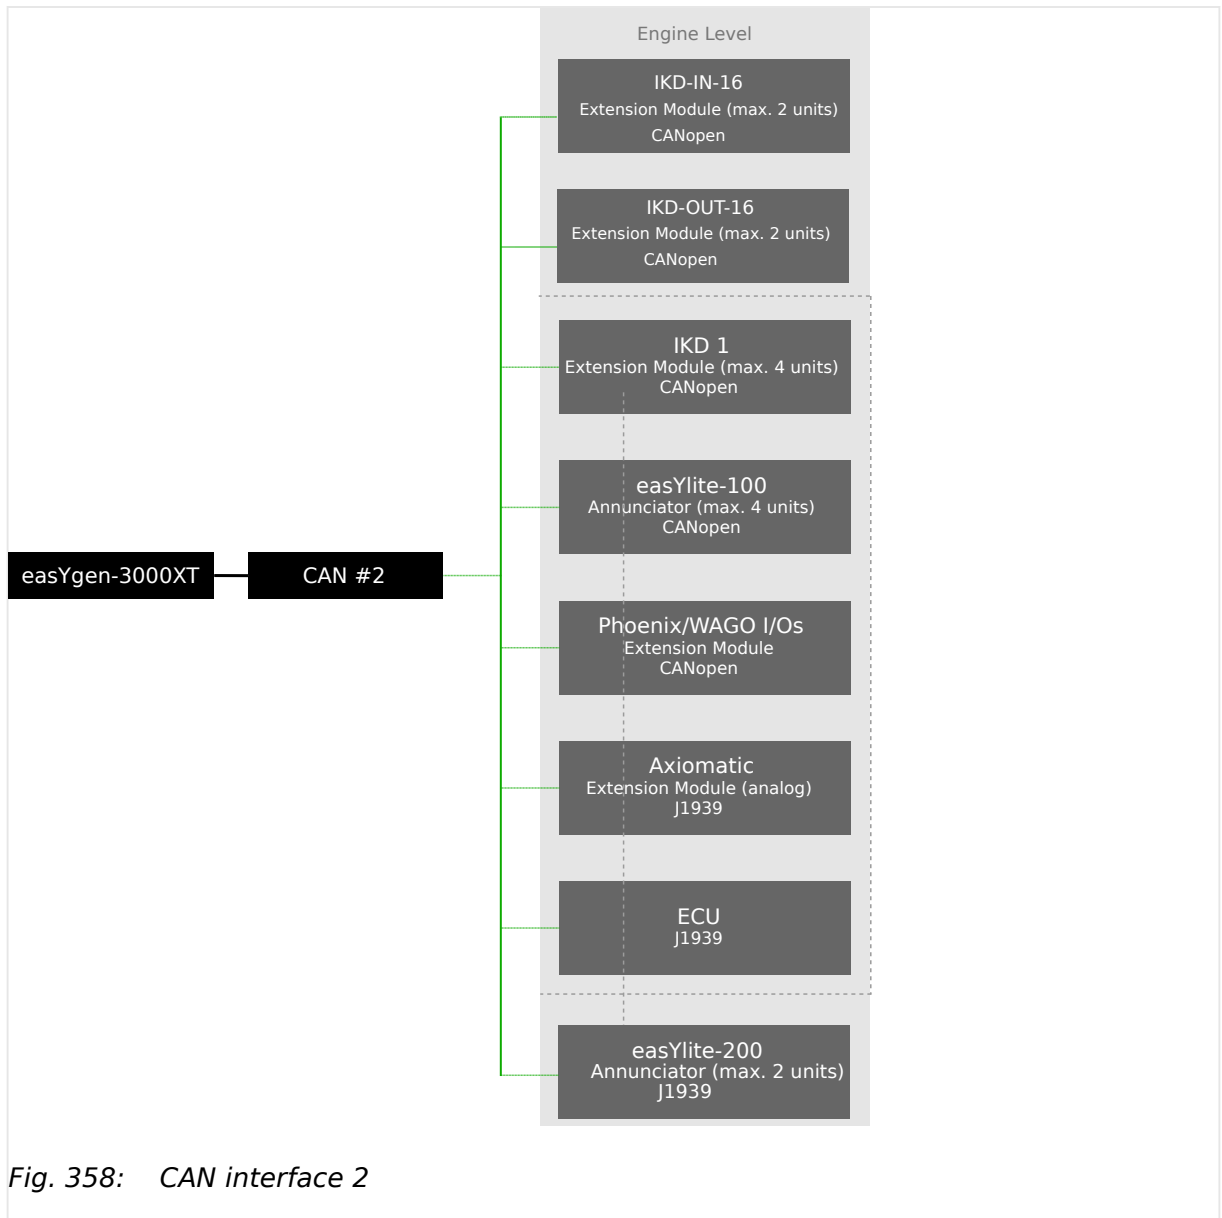 Engine Level
IKD-IN-16
Extension Module (max. 2 units)
CANopen
IKD-OUT-16
Extension Module (max. 2 units)
CANopen
IKD 1
Extension Module (max. 4 units)
CANopen
easYlite-100
Annunciator (max. 4 units)
CANopen
easYgen-3000XT
CAN #2
Phoenix/WAGO I/Os
Extension Module
CANopen
Axiomatic
Extension Module (analog)
J1939
ECU
J1939
easYlite-200
Annunciator (max. 2 units)
J1939
Fig. 358: CAN interface 2